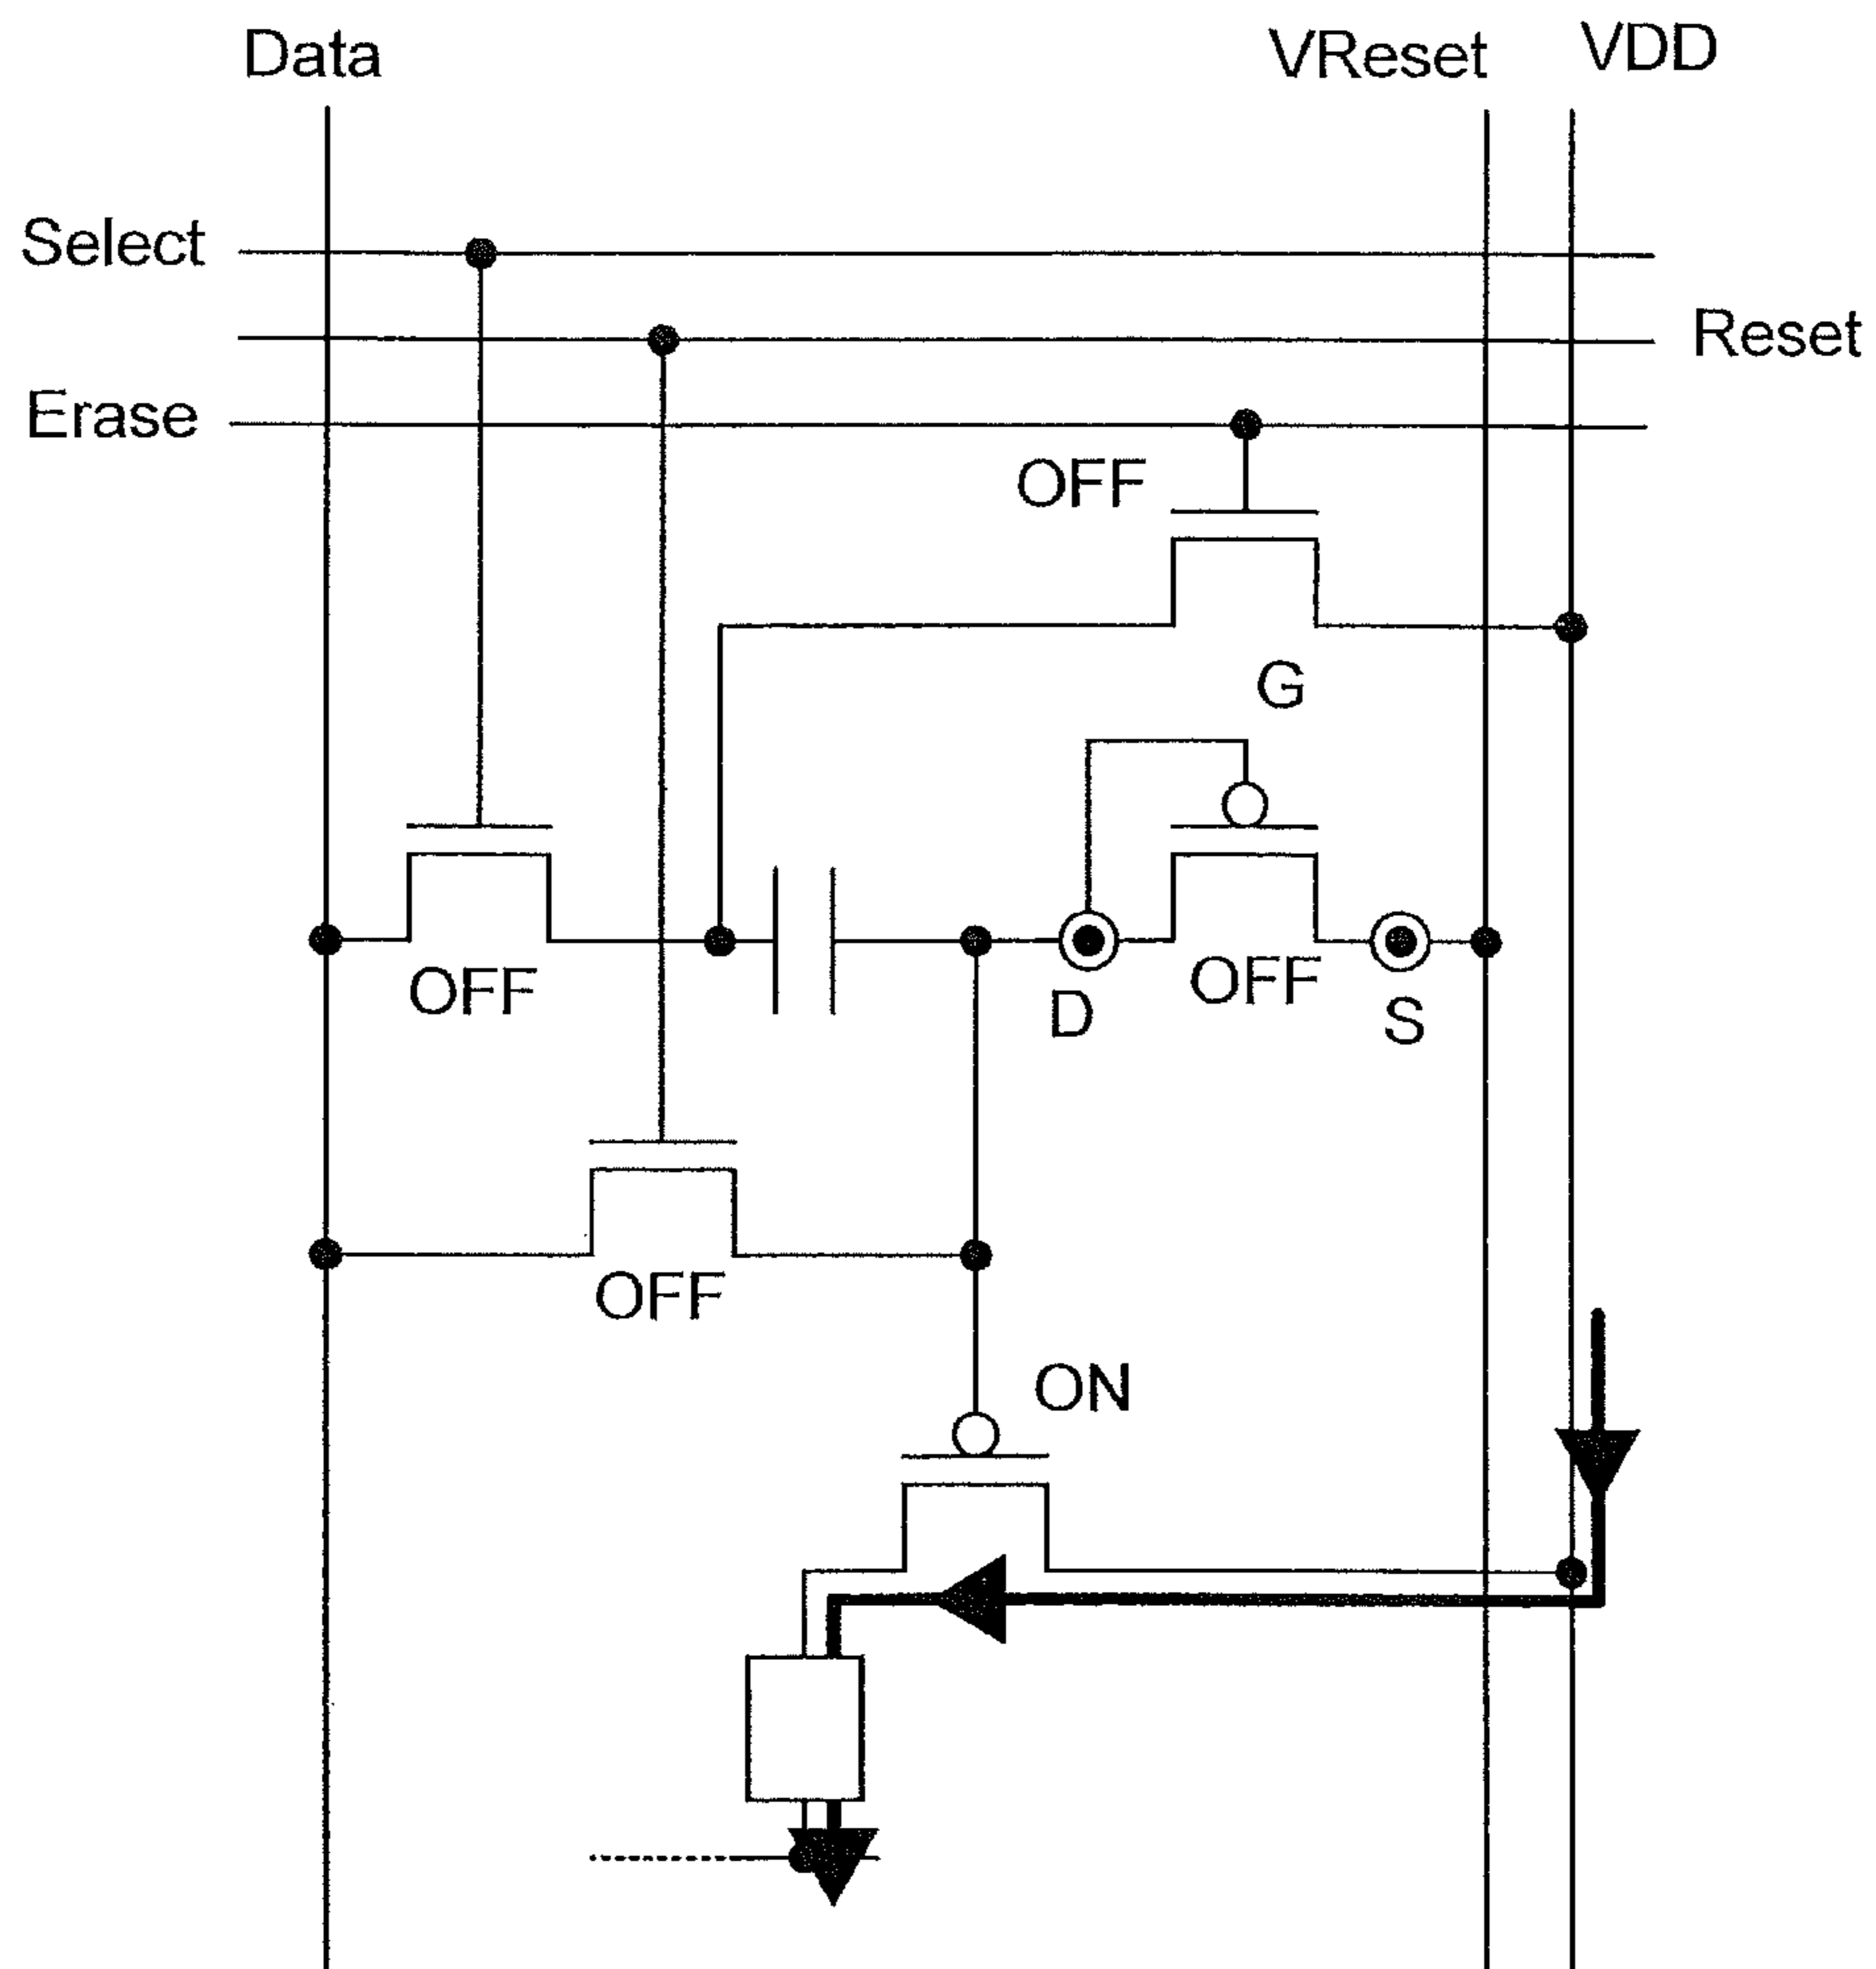 Data
VReset
VDD
Select
Reset
Erase
OFF
G
OFF
D
OFF
S
OFF
ON